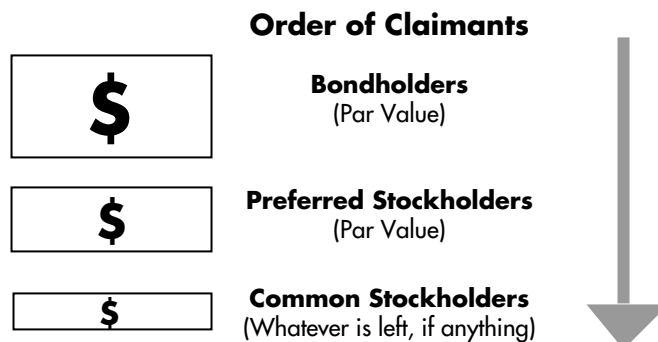 Order of Claimants
$
Bondholders
(Par Value)
$
Preferred Stockholders
(Par Value)
$
Common Stockholders
(Whatever is left, if anything)